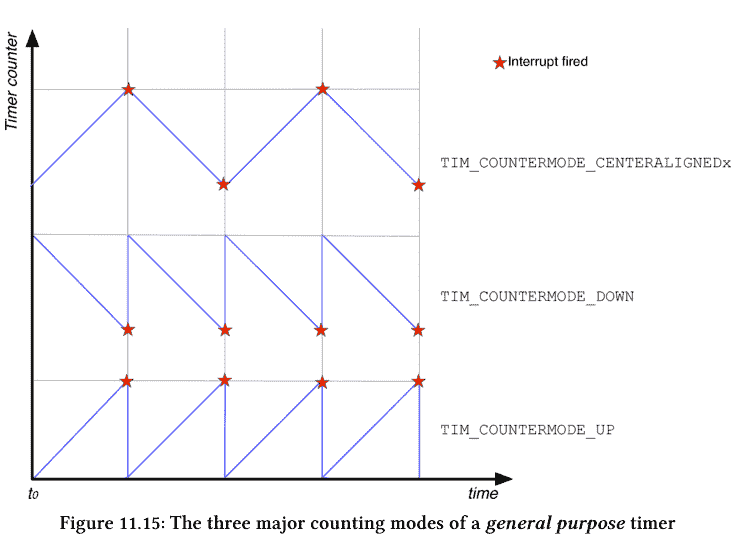 Timer counter
Interrupt fired
TIM_COUNTERMODE_CENTERALIGNEDx
TIM_COUNTERMODE_DOWN
TIM_COUNTERMODE_UP
t0
time
Figure 11.15: The three major counting modes of a general purpose timer